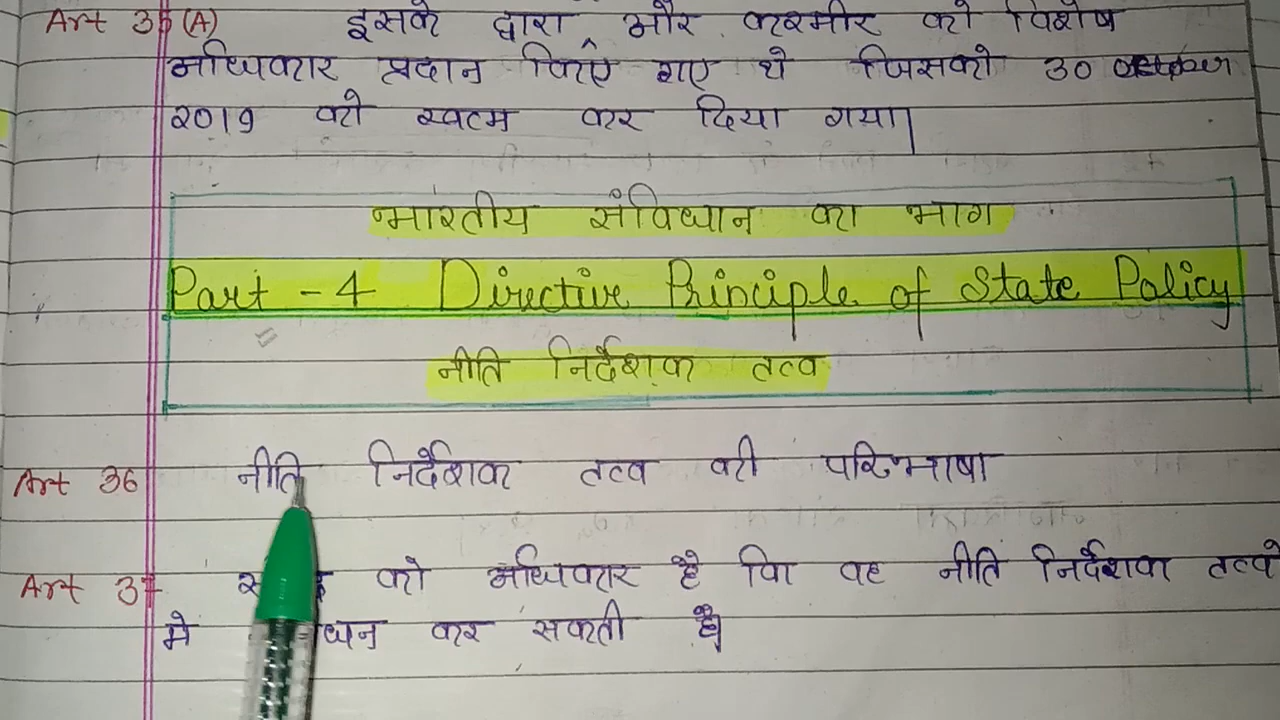 Art 35 (A) इसके द्वारा और कश्मीर को विशेष
अधिकार प्रदान किए गए थे जिसको 30
2019 को खत्म कर दिया गया|
भारतीय संविधान का भाग
Part - 4 Directive Principle of State Policy
नीति निर्देशक तत्व
Art 36 नीति निर्देशक तत्व की परिभाषा
Art 37 को अधिकार है कि वह नीति निर्देशक तत्वो
मे कर सकती है|